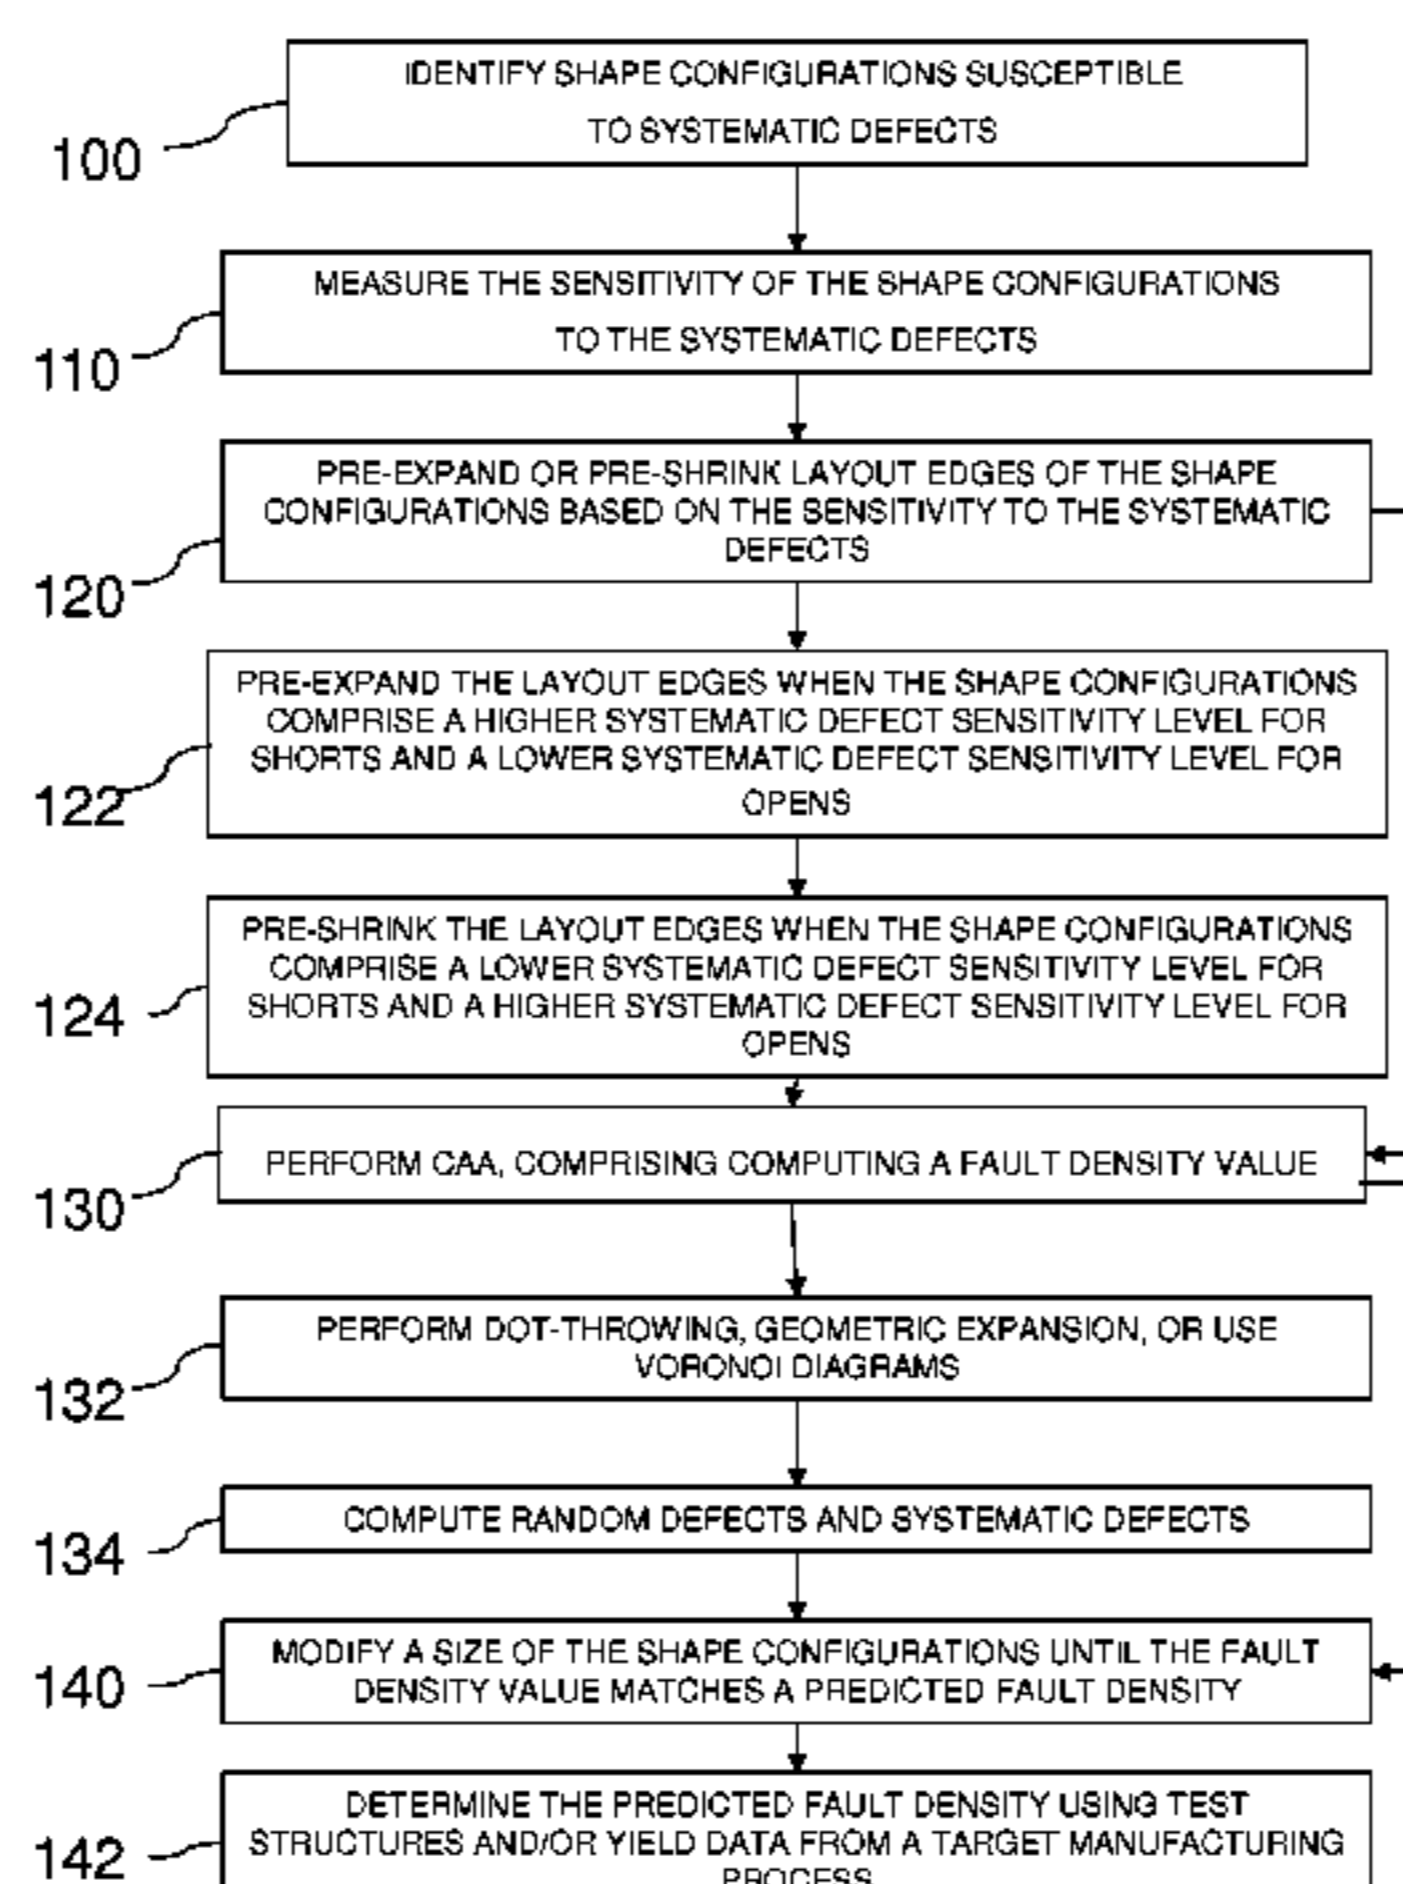 IDENTIFY SHAPE CONFIGURATIONS SUSCEPTIBLE
TO SYSTEMATIC DEFECTS
100
MEASURE THE SENSITIVITY OF THE SHAPE CONFIGURATIONS
TO THE SYSTEMATIC DEFECTS
110
PRE-EXPAND OR PRE-SHRINK LAYOUT EDGES OF THE SHAPE
CONFIGURATIONS BASED ON THE SENSITIVITY TO THE SYSTEMATIC
DEFECTS
120
PRE-EXPAND THE LAYOUT EDGES WHEN THE SHAPE CONFIGURATIONS
COMPRISE A HIGHER SYSTEMATIC DEFECT SENSITIVITY LEVEL FOR
SHORTS AND A LOWER SYSTEMATIC DEFECT SENSITIVITY LEVEL FOR
OPENS
122
PRE-SHRINK THE LAYOUT EDGES WHEN THE SHAPE CONFIGURATIONS
COMPRISE A LOWER SYSTEMATIC DEFECT SENSITIVITY LEVEL FOR
SHORTS AND A HIGHER SYSTEMATIC DEFECT SENSITIVITY LEVEL FOR
OPENS
124
PERFORM CAA, COMPRISING COMPUTING A FAULT DENSITY VALUE
130
PERFORM DOT-THROWING, GEOMETRIC EXPANSION, OR USE
VORONOI DIAGRAMS
132
COMPUTE RANDOM DEFECTS AND SYSTEMATIC DEFECTS
134
MODIFY A SIZE OF THE SHAPE CONFIGURATIONS UNTIL THE FAULT
DENSITY VALUE MATCHES A PREDICTED FAULT DENSITY
140
DETERMINE THE PREDICTED FAULT DENSITY USING TEST
STRUCTURES AND/OR YIELD DATA FROM A TARGET MANUFACTURING
PROCESS
142